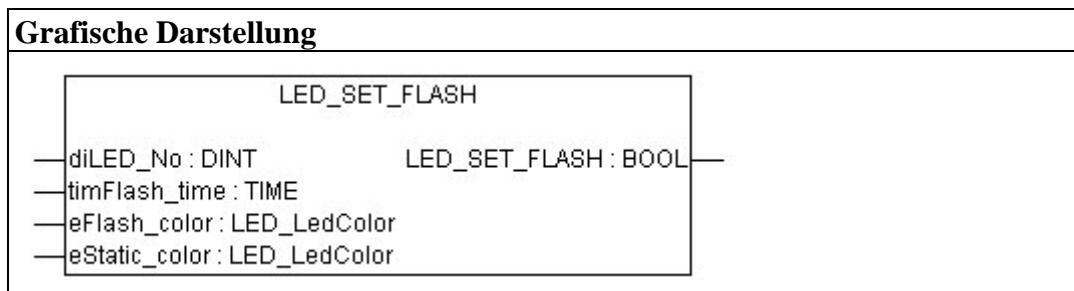 Grafische Darstellung
LED_SET_FLASH
diLED_No : DINT LED_SET_FLASH : BOOL
timFlash_time : TIME
eFlash_color : LED_LedColor
eStatic_color : LED_LedColor